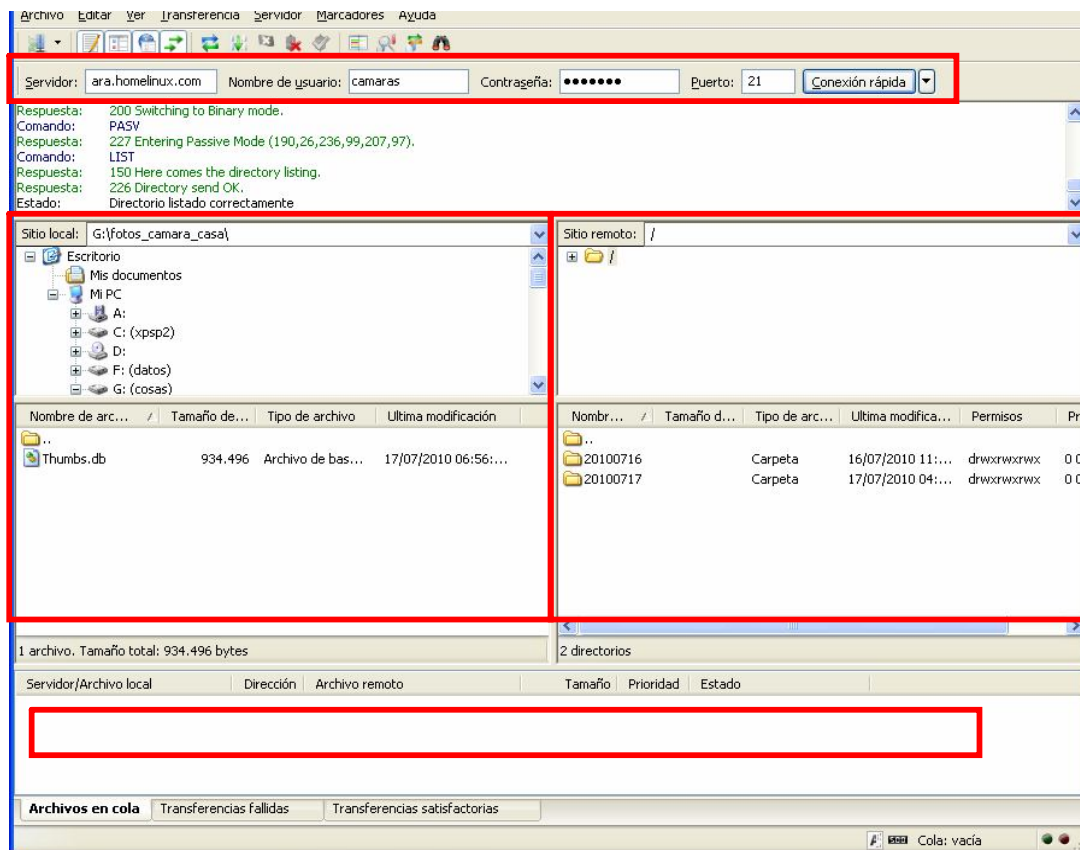 Archivo Editar Ver Transferencia Servidor Marcadores Ayuda
Servidor: ara.homelinux.com Nombre de usuario: camaras Contraseña: ●●●●●●● Puerto: 21 Conexión rápida
Respuesta: 200 Switching to Binary mode.
Comando: PASV
Respuesta: 227 Entering Passive Mode (190,26,236,99,207,97).
Comando: LIST
Respuesta: 150 Here comes the directory listing.
Respuesta: 226 Directory send OK.
Estado: Directorio listado correctamente
Sitio local: G:\fotos_camara_casa\
Escritorio
Mis documentos
Mi PC
A:
C: (xpsp2)
D:
F: (datos)
G: (cosas)
Nombre de arc... Tamaño de... Tipo de archivo Ultima modificación
..
Thumbs.db 934.496 Archivo de bas... 17/07/2010 06:56:...
1 archivo. Tamaño total: 934.496 bytes
Sitio remoto: /
/
Nombr... Tamaño d... Tipo de arc... Ultima modifica... Permisos Pr
..
20100716 Carpeta 16/07/2010 11:... drwxrwxrwx 0 0
20100717 Carpeta 17/07/2010 04:... drwxrwxrwx 0 0
2 directorios
Servidor/Archivo local Dirección Archivo remoto Tamaño Prioridad Estado
Archivos en cola Transferencias fallidas Transferencias satisfactorias
Cola: vacía